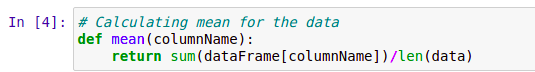 In [4]: # Calculating mean for the data
def mean(columnName):
    return sum(dataFrame[columnName])/len(data)